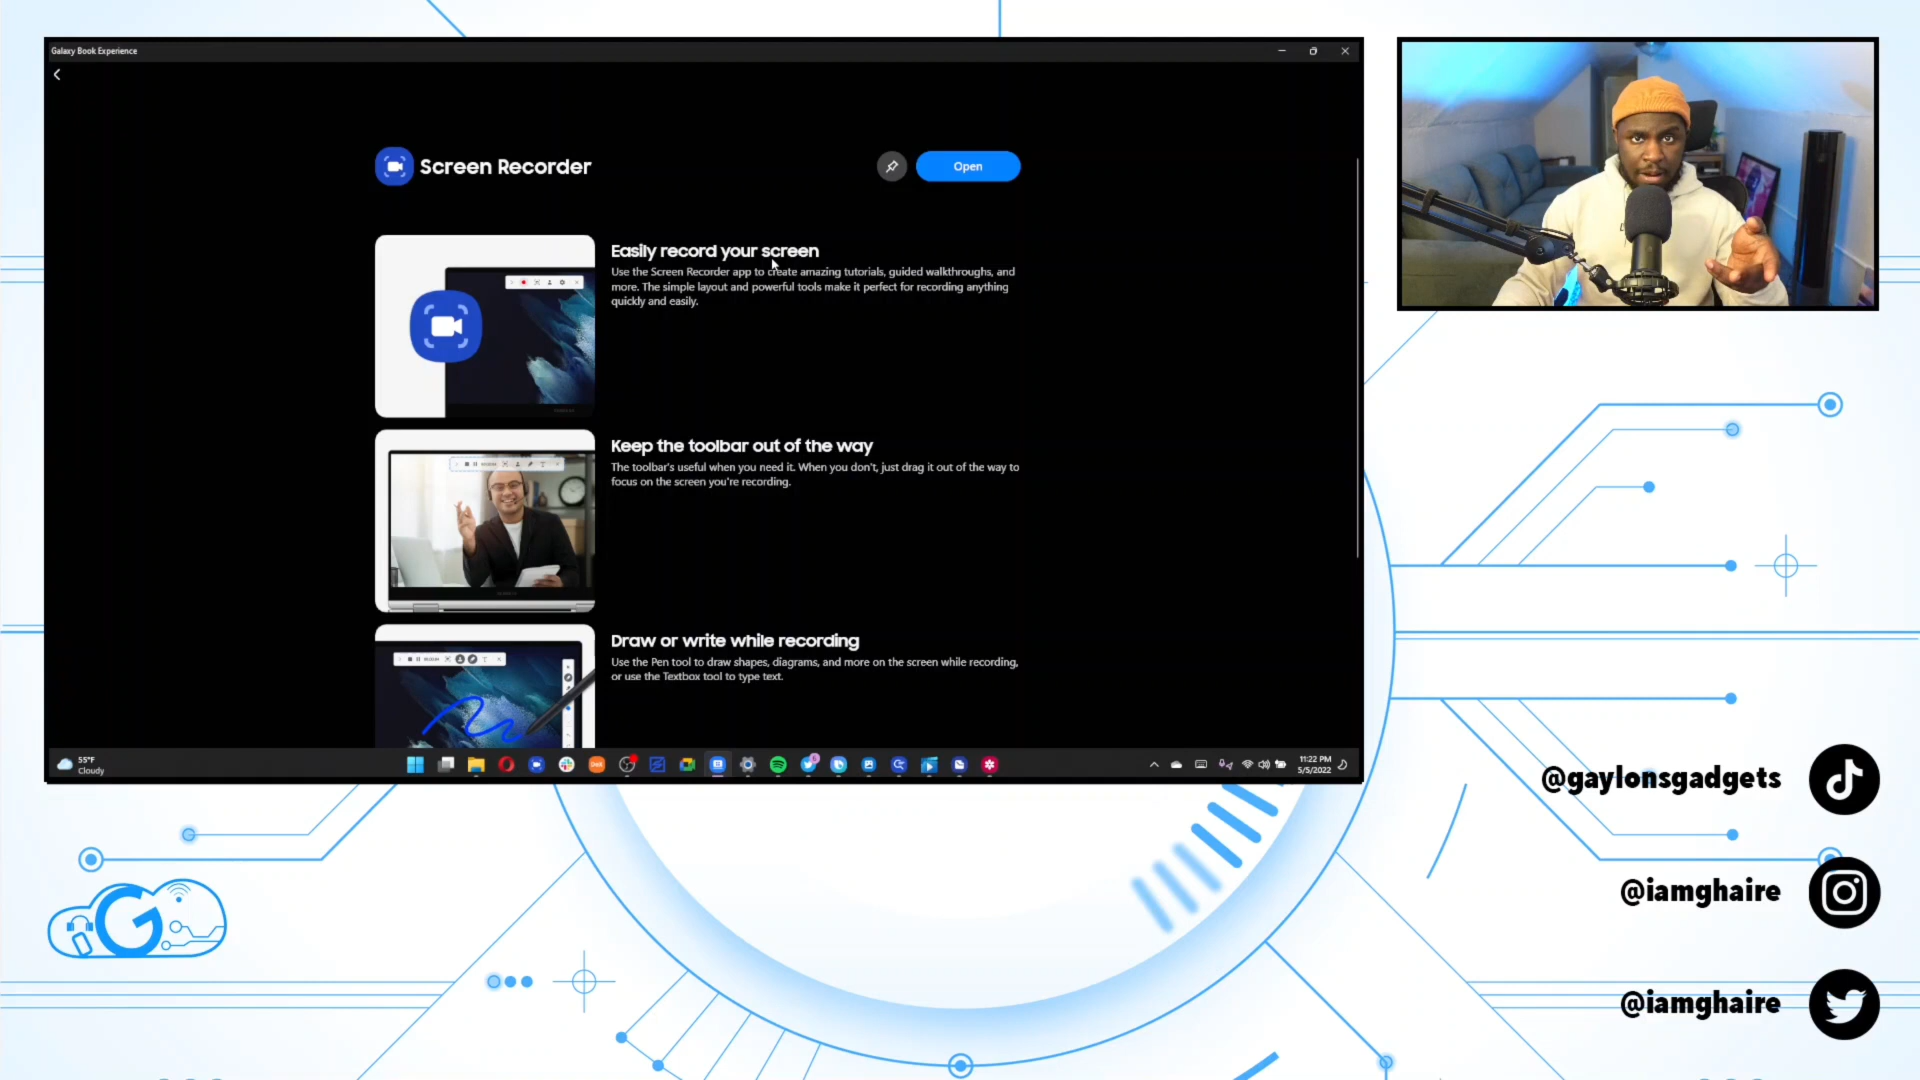 Galaxy Book Experience
Screen Recorder
Open
Easily record your screen
Use the Screen Recorder app to create amazing tutorials, guided walkthroughs, and
more. The simple layout and powerful tools make it perfect for recording anything
quickly and easily.
Keep the toolbar out of the way
The toolbar's useful when you need it. When you don't, just drag it out of the way to
focus on the screen you're recording.
Draw or write while recording
Use the Pen tool to draw shapes, diagrams, and more on the screen while recording,
or use the Textbox tool to type text.
55°F
Cloudy
11:22 PM
5/5/2022
@gaylonsgadgets
@iamghaire
@iamghaire
G